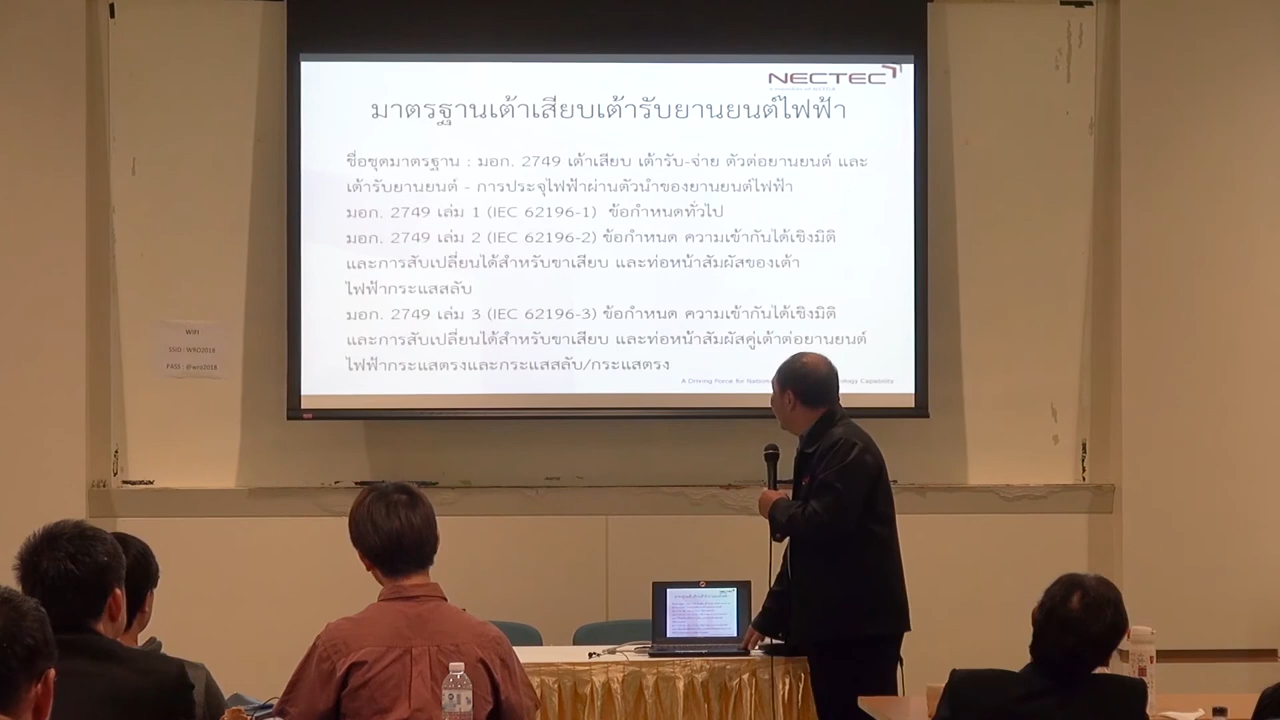 NECTEC
a member of NSTDA
มาตรฐานเต้าเสียบเต้ารับยานยนต์ไฟฟ้า
ชื่อชุดมาตรฐาน : มอก. 2749 เต้าเสียบ เต้ารับ-จ่าย ตัวต่อยานยนต์ และ
เต้ารับยานยนต์ - การประจุไฟฟ้าผ่านตัวนำของยานยนต์ไฟฟ้า
มอก. 2749 เล่ม 1 (IEC 62196-1) ข้อกำหนดทั่วไป
มอก. 2749 เล่ม 2 (IEC 62196-2) ข้อกำหนด ความเข้ากันได้เชิงมิติ
และการสับเปลี่ยนได้สำหรับขาเสียบ และท่อหน้าสัมผัสของเต้า
ไฟฟ้ากระแสสลับ
มอก. 2749 เล่ม 3 (IEC 62196-3) ข้อกำหนด ความเข้ากันได้เชิงมิติ
และการสับเปลี่ยนได้สำหรับขาเสียบ และท่อหน้าสัมผัสคู่เต้าต่อยานยนต์
ไฟฟ้ากระแสตรงและกระแสสลับ/กระแสตรง
A Driving Force for National ology Capability
WIFI
SSID : WRO2018
PASS : @wro2018